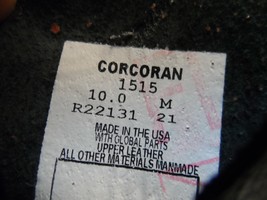 CORCORAN
1515
10.0 M
R22131 21
MADE IN THE USA
WITH GLOBAL PARTS
UPPER LEATHER
ALL OTHER MATERIALS MANMADE